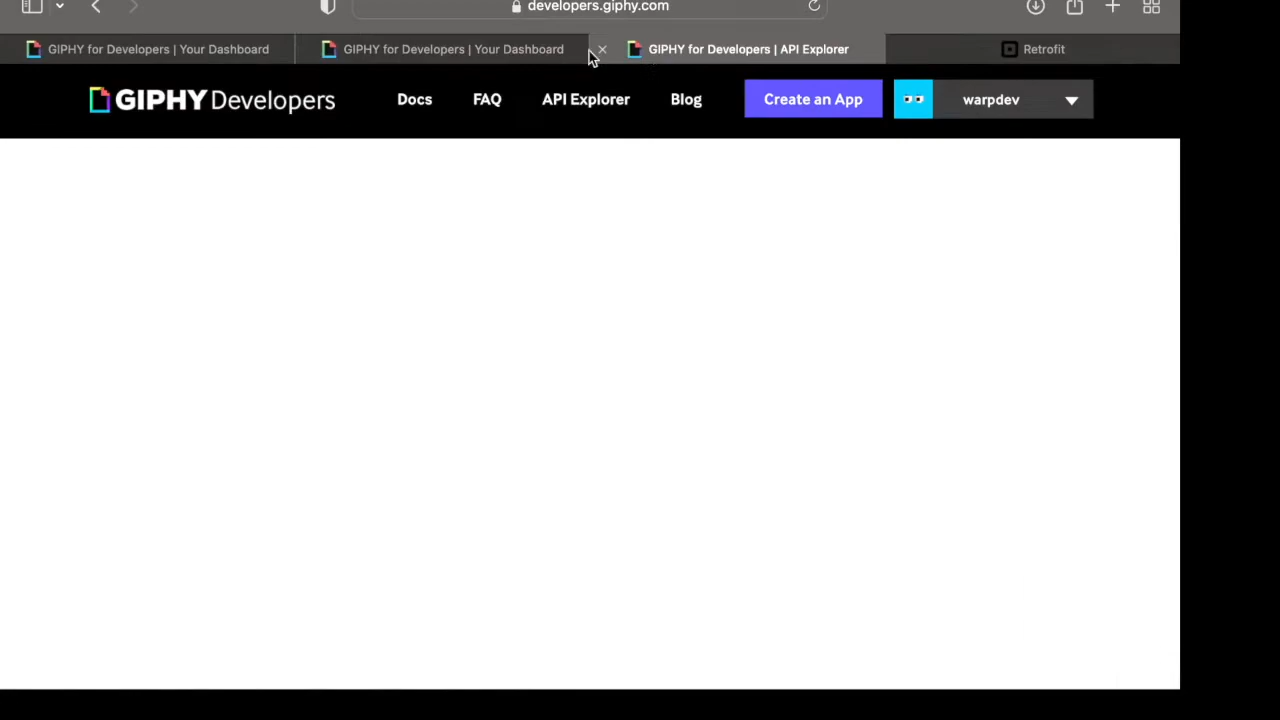 developers.giphy.com
GIPHY for Developers | Your Dashboard GIPHY for Developers | Your Dashboard GIPHY for Developers | API Explorer Retrofit
GIPHY Developers Docs FAQ API Explorer Blog Create an App warpdev